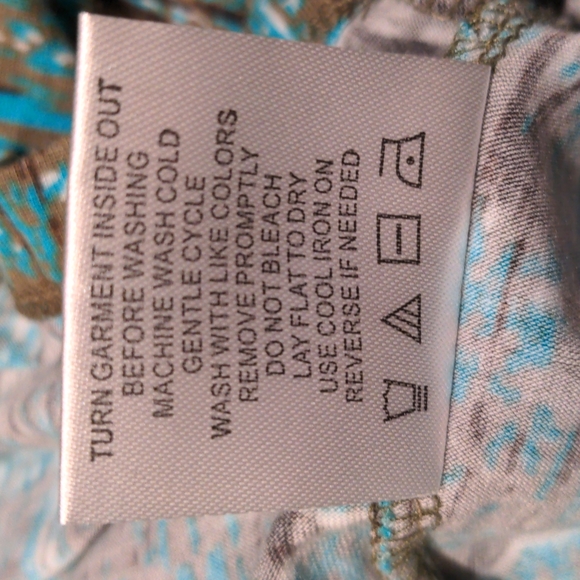 TURN GARMENT INSIDE OUT
BEFORE WASHING
MACHINE WASH COLD
GENTLE CYCLE
WASH WITH LIKE COLORS
REMOVE PROMPTLY
DO NOT BLEACH
LAY FLAT TO DRY
USE COOL IRON ON
REVERSE IF NEEDED